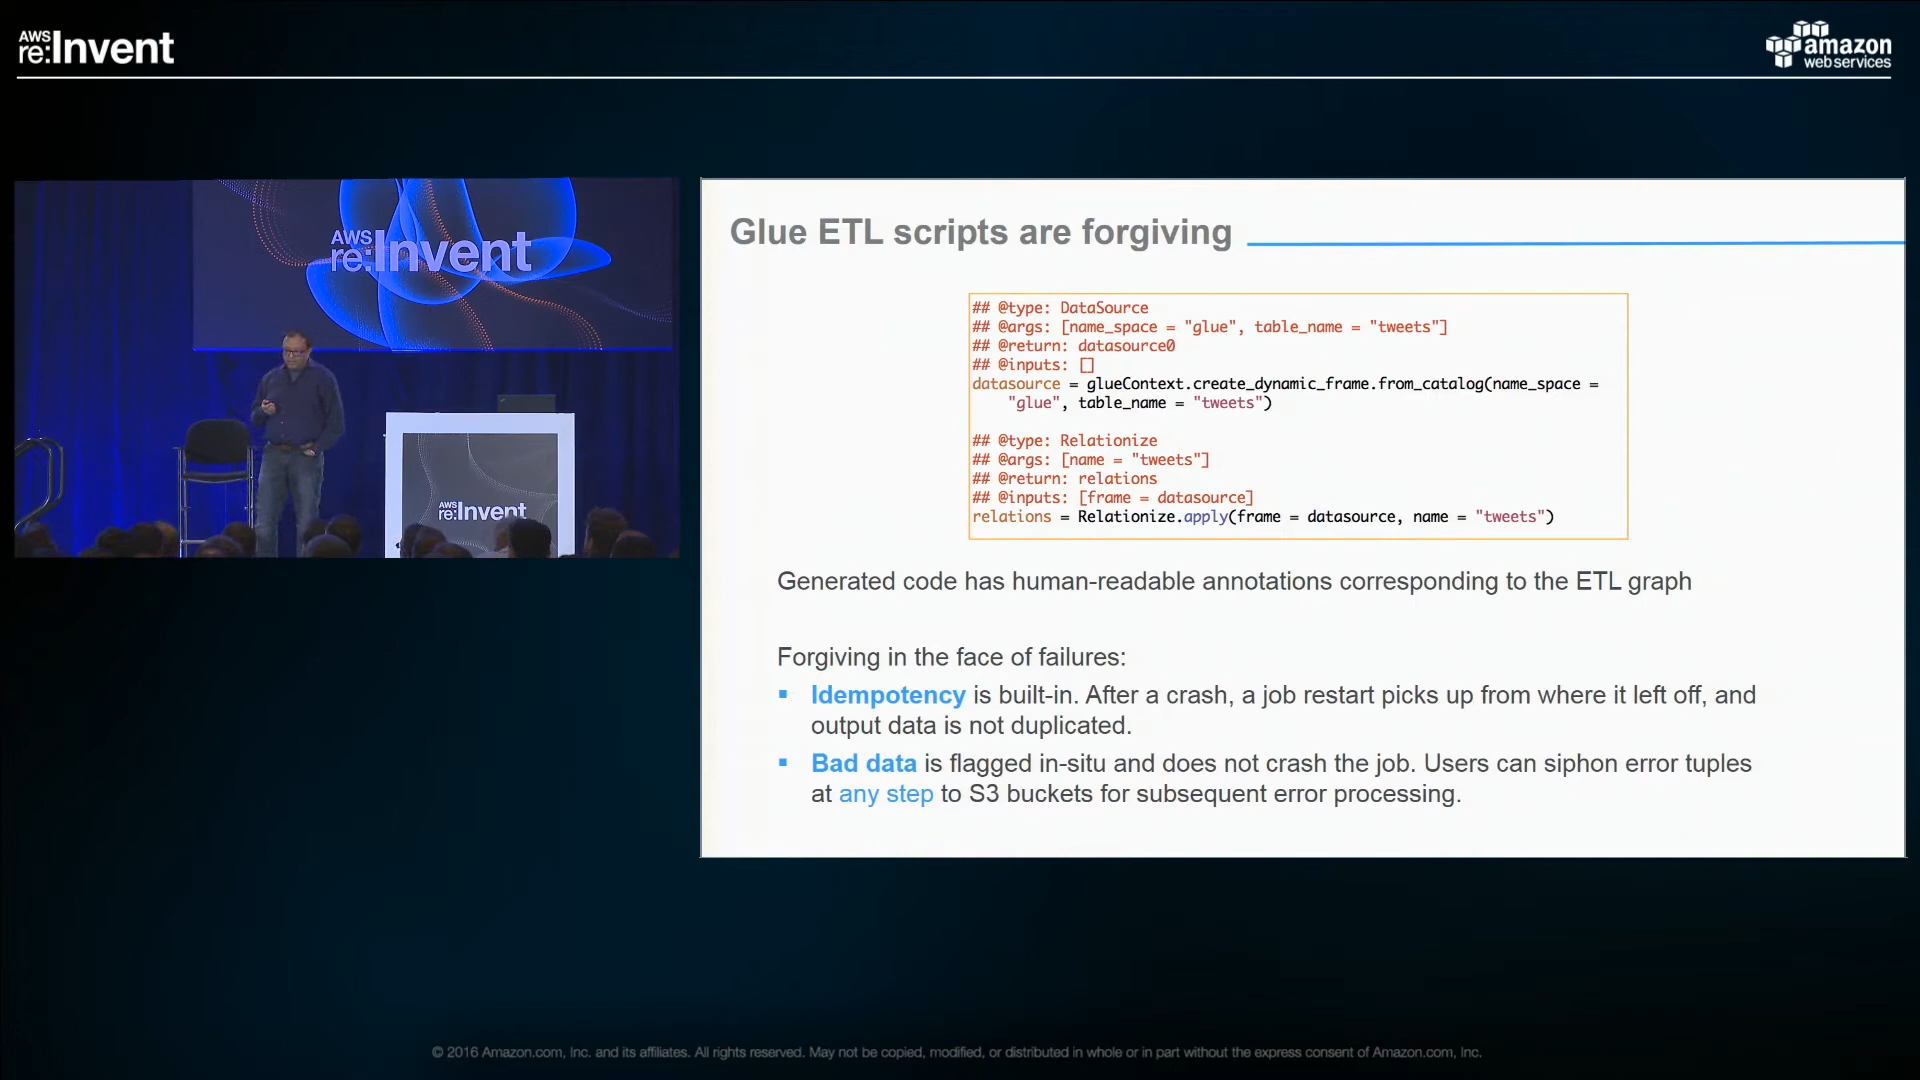 AWS
re:Invent
amazon
web services
AWS
re:Invent
AWS
re:Invent
Glue ETL scripts are forgiving
## @type: DataSource
## @args: [name_space = "glue", table_name = "tweets"]
## @return: datasource0
## @inputs: []
datasource = glueContext.create_dynamic_frame.from_catalog(name_space =
"glue", table_name = "tweets")
## @type: Relationize
## @args: [name = "tweets"]
## @return: relations
## @inputs: [frame = datasource]
relations = Relationize.apply(frame = datasource, name = "tweets")
Generated code has human-readable annotations corresponding to the ETL graph
Forgiving in the face of failures:
▪ Idempotency is built-in. After a crash, a job restart picks up from where it left off, and
output data is not duplicated.
▪ Bad data is flagged in-situ and does not crash the job. Users can siphon error tuples
at any step to S3 buckets for subsequent error processing.
© 2016 Amazon.com, Inc. and its affiliates. All rights reserved. May not be copied, modified, or distributed in whole or in part without the express consent of Amazon.com, Inc.